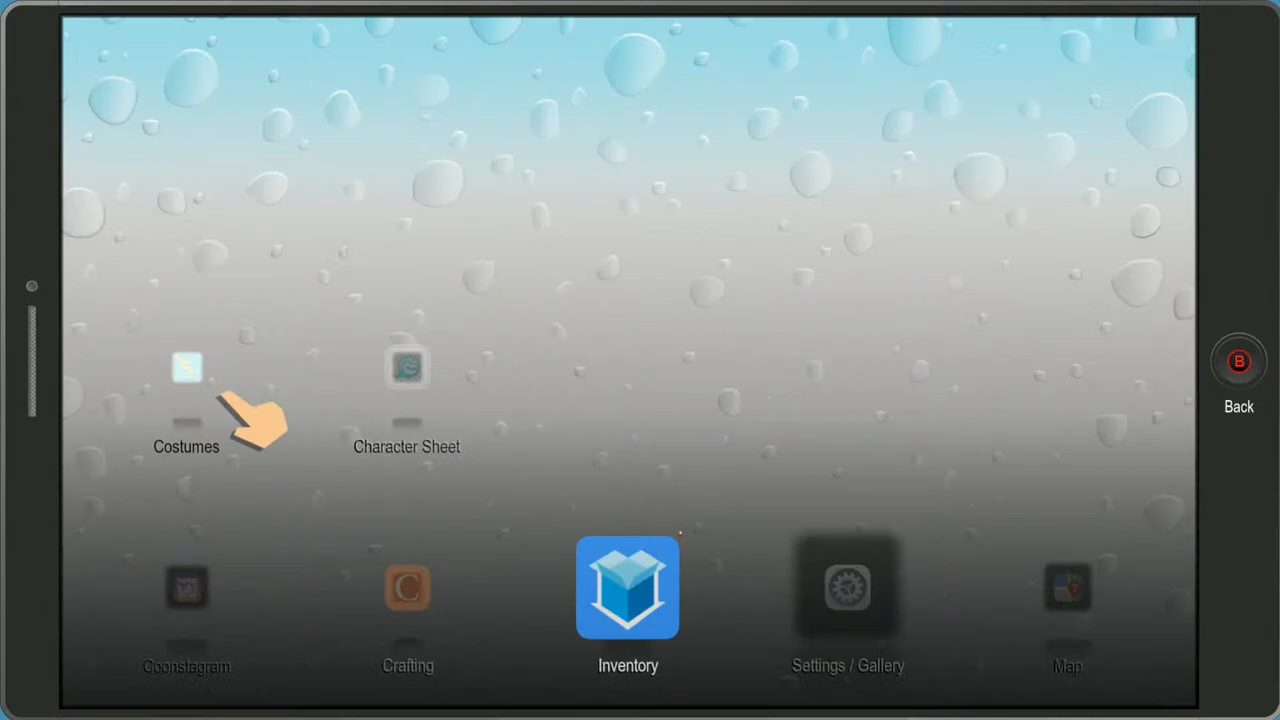 B
Back
Costumes
Character Sheet
C
Coonstagram
Crafting
Inventory
Settings / Gallery
Map